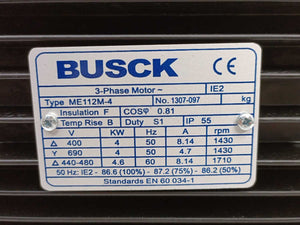 BUSCK CE
3-Phase Motor ~ IE2
Type ME112M-4 No. 1307-097 kg
Insulation F COSφ 0.81
Temp Rise B Duty S1 IP 55
V kW Hz A rpm
Δ 400 4 50 8.14 1430
Y 690 4 50 4.7 1430
Δ 440-480 4.6 60 8.14 1710
50 Hz: IE2 - 86.6 (100%) - 87.2 (75%) - 86.2 (50%)
Standards EN 60 034-1